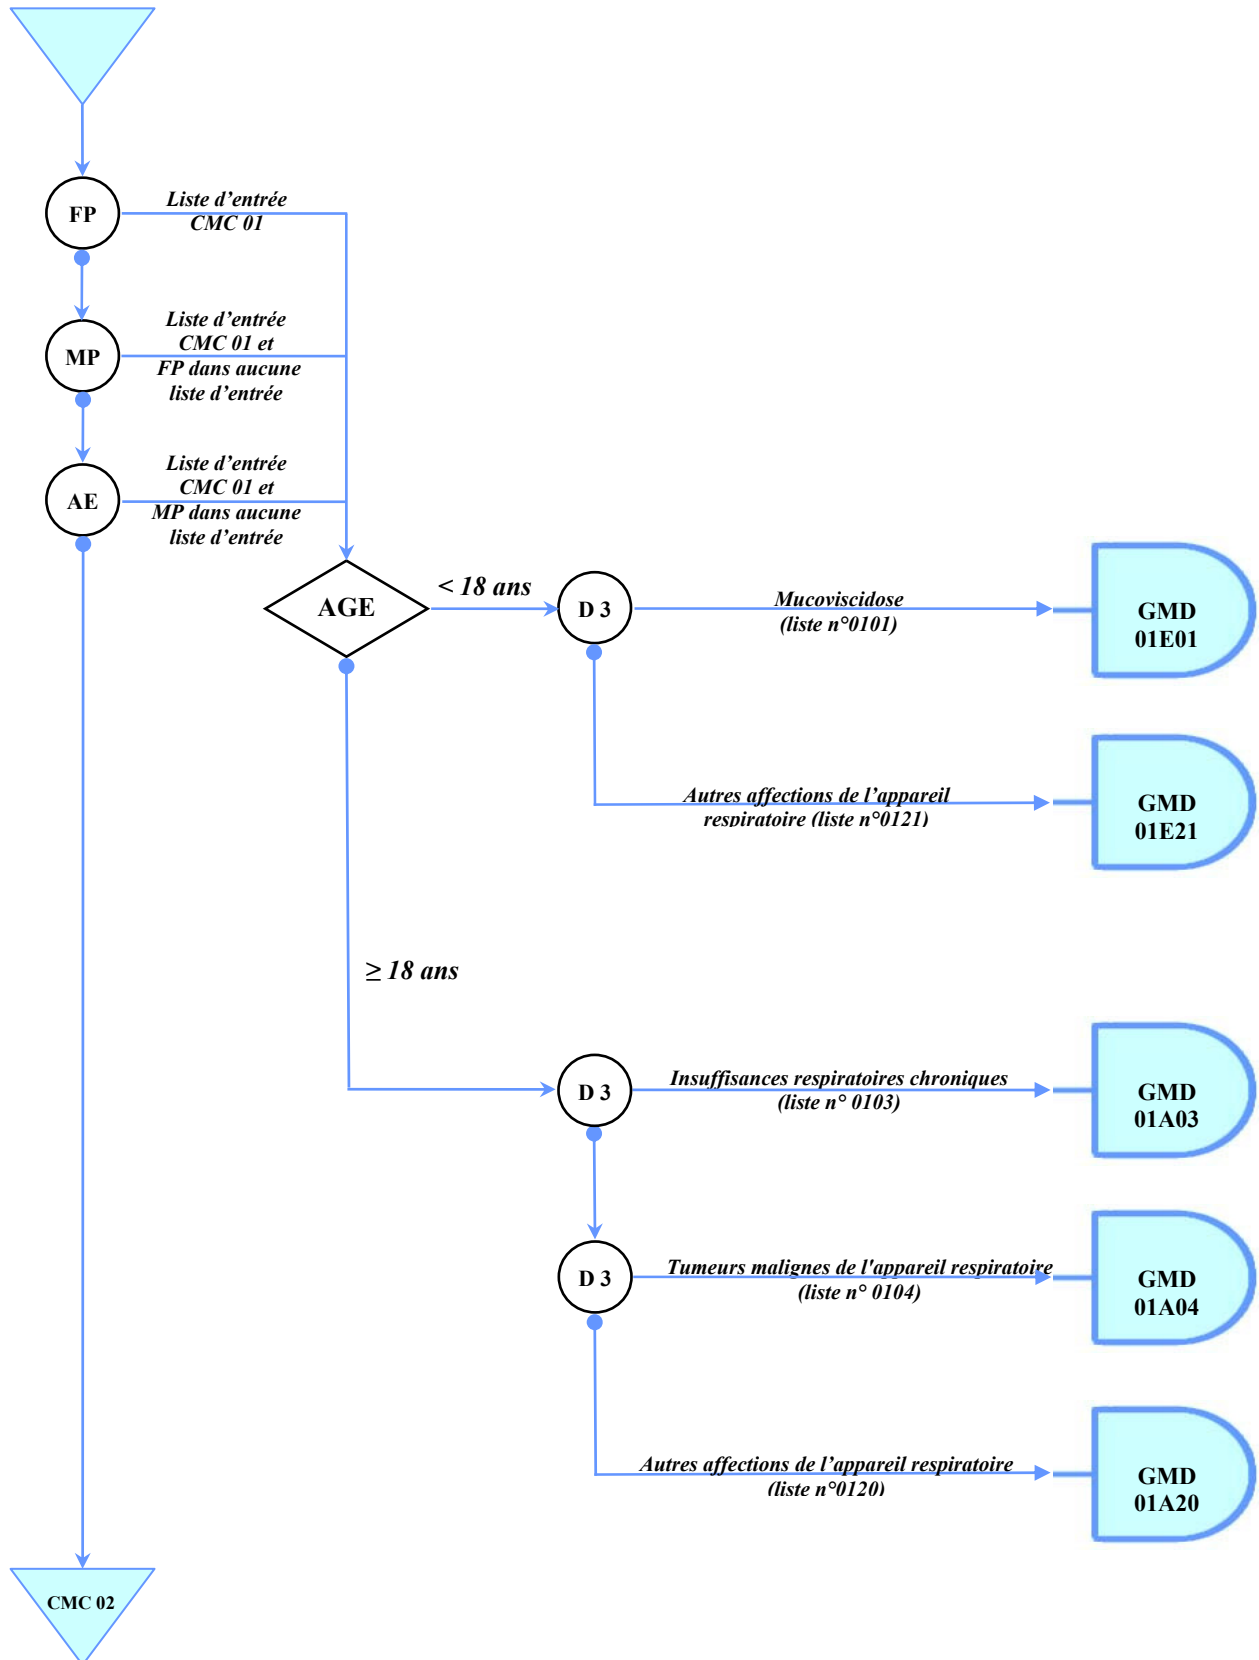 FP
Liste d’entrée
CMC 01
MP
Liste d’entrée
CMC 01 et
FP dans aucune
liste d’entrée
AE
Liste d’entrée
CMC 01 et
MP dans aucune
liste d’entrée
AGE
< 18 ans
D 3
Mucoviscidose
(liste n°0101)
GMD
01E01
Autres affections de l’appareil
respiratoire (liste n°0121)
GMD
01E21
≥ 18 ans
D 3
Insuffisances respiratoires chroniques
(liste n° 0103)
GMD
01A03
D 3
Tumeurs malignes de l'appareil respiratoire
(liste n° 0104)
GMD
01A04
Autres affections de l’appareil respiratoire
(liste n°0120)
GMD
01A20
CMC 02